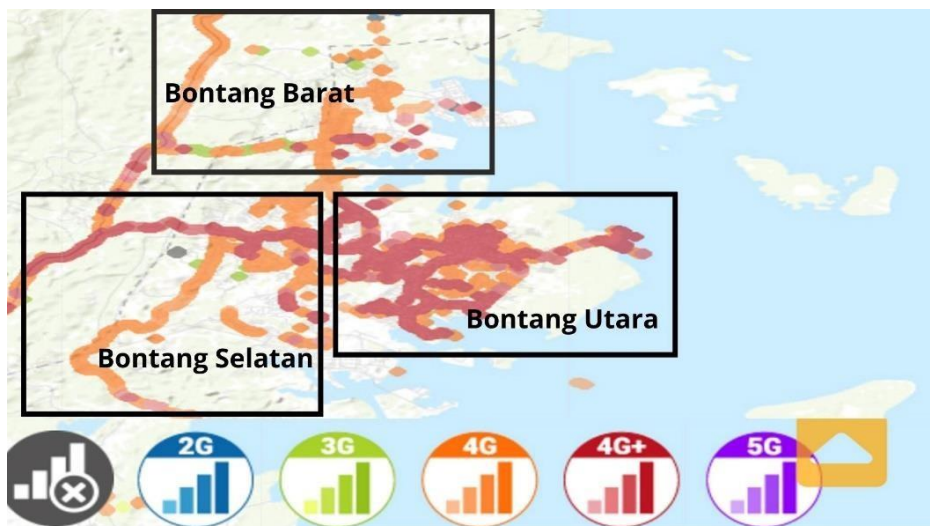 Bontang Barat
Bontang Utara
Bontang Selatan
2G 3G 4G 4G+ 5G